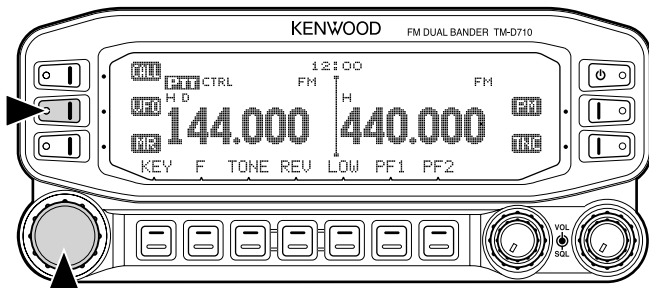 KENWOOD FM DUAL BANDER TM-D710
CALL 12:00
PTT CTRL FM FM
VFO H D H PM
144.000 440.000
MR TNC
KEY F TONE REV LOW PF1 PF2
VOL
SQL